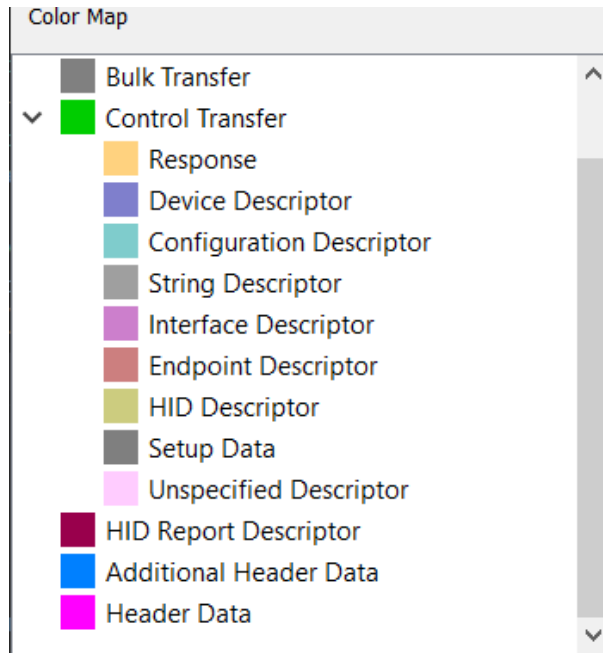 Color Map
Bulk Transfer
Control Transfer
Response
Device Descriptor
Configuration Descriptor
String Descriptor
Interface Descriptor
Endpoint Descriptor
HID Descriptor
Setup Data
Unspecified Descriptor
HID Report Descriptor
Additional Header Data
Header Data